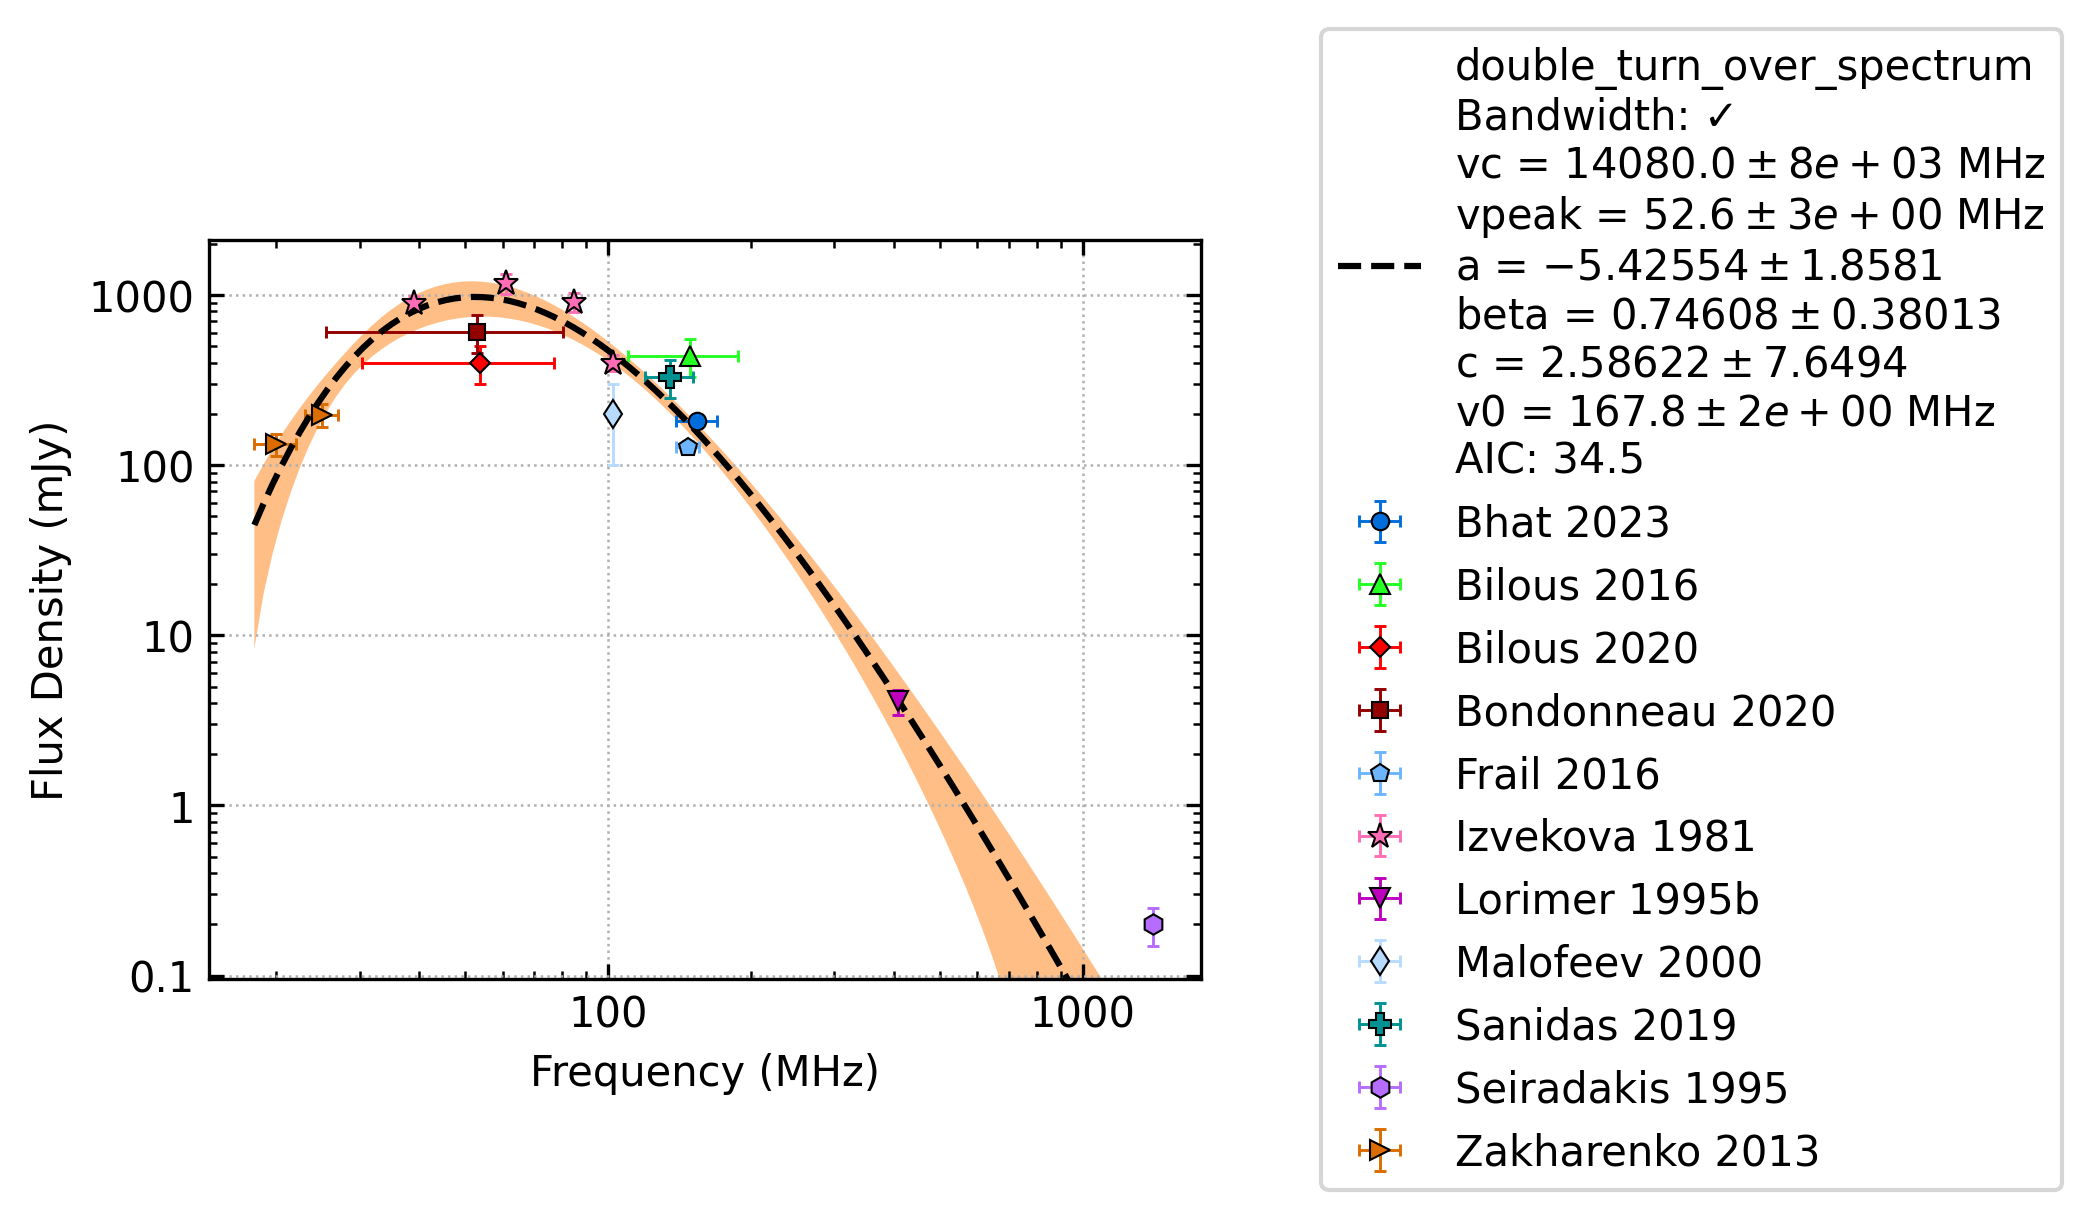 1000
100
10
1
0.1
Flux Density (mJy)
100
1000
Frequency (MHz)
double_turn_over_spectrum
Bandwidth: ✓
vc = 14080.0 ± 8e + 03 MHz
vpeak = 52.6 ± 3e + 00 MHz
a = −5.42554 ± 1.8581
beta = 0.74608 ± 0.38013
c = 2.58622 ± 7.6494
v0 = 167.8 ± 2e + 00 MHz
AIC: 34.5
Bhat 2023
Bilous 2016
Bilous 2020
Bondonneau 2020
Frail 2016
Izvekova 1981
Lorimer 1995b
Malofeev 2000
Sanidas 2019
Seiradakis 1995
Zakharenko 2013